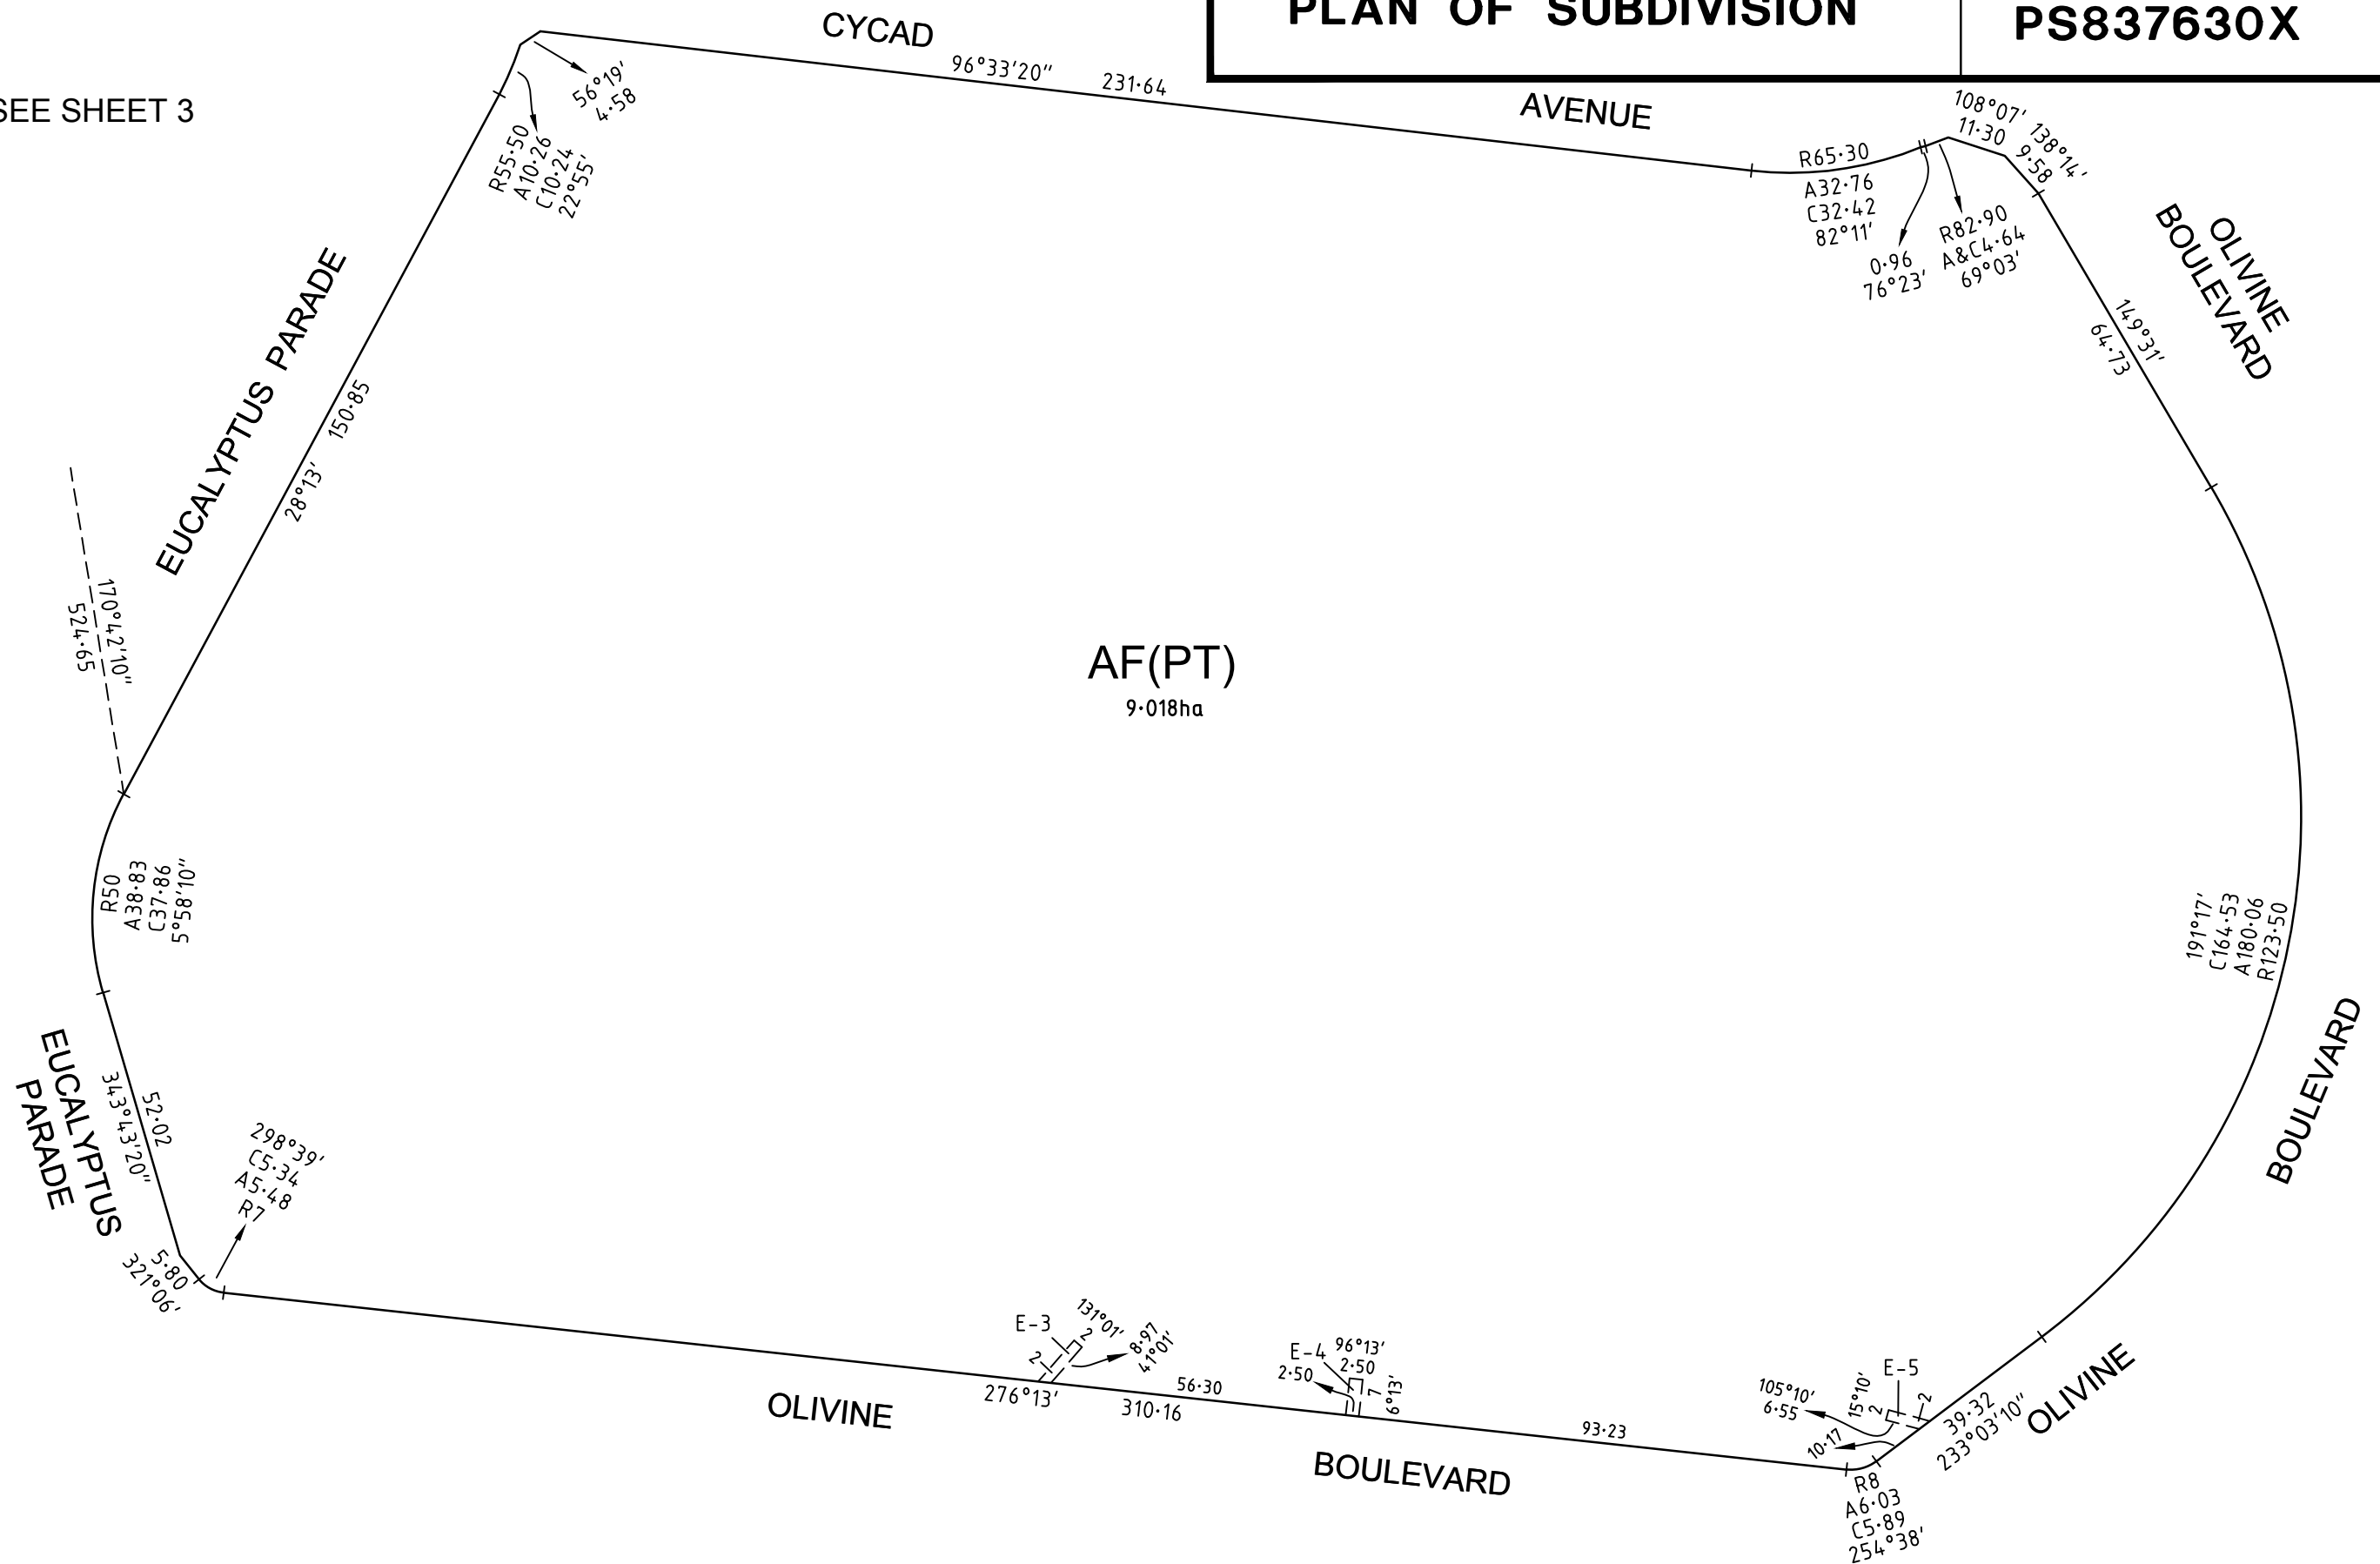 PLAN OF SUBDIVISION
PS837630X
SEE SHEET 3
CYCAD
96°33'20" 231·64
AVENUE
56°19'
4·58
R55·50
A10·26
C10·24
22°55'
R65·30
A32·76
C32·42
82°11'
0·96
76°23'
R82·90
A&C4·64
69°03'
108°07'
11·30
138°14'
9·58
OLIVINE
BOULEVARD
149°31'
64·73
EUCALYPTUS PARADE
28°13' 150·85
170°42'10"
524·65
AF(PT)
9·018ha
R50
A38·83
C37·86
5°58'10"
191°17'
C164·53
A180·06
R123·50
BOULEVARD
EUCALYPTUS
PARADE
52·02
343°43'20"
298°39'
C5·34
A5·48
R7
5·80
321°06'
E-3
131°01'
2
2
8·97
41°01'
E-4
96°13'
2·50
2·50
7
6°13'
276°13'
56·30
310·16
93·23
OLIVINE
BOULEVARD
E-5
105°10'
6·55
15°10'
2
2
10·17
39·32
233°03'10"
OLIVINE
R8
A6·03
C5·89
254°38'